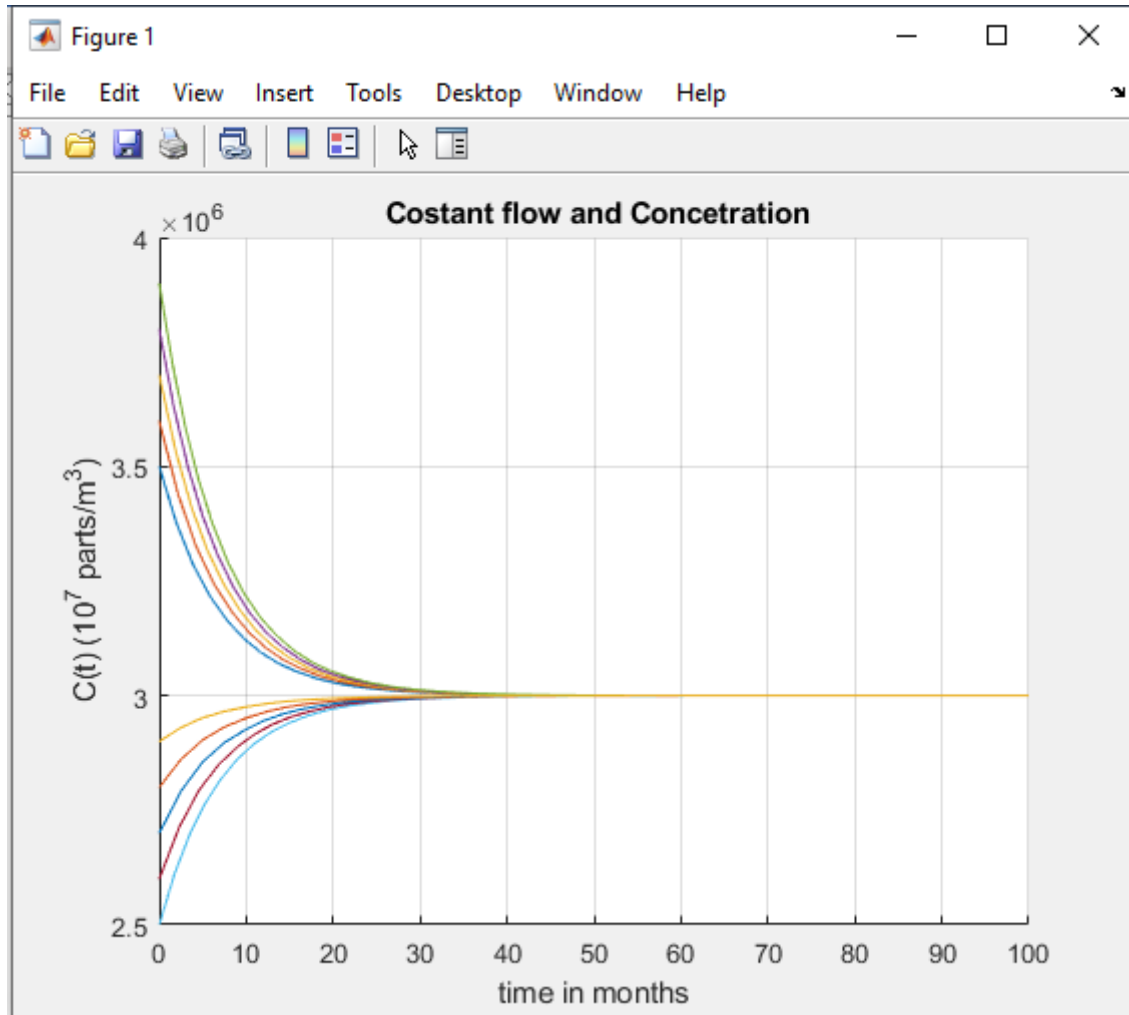 Figure 1
File Edit View Insert Tools Desktop Window Help
Costant flow and Concetration
×10^6
4
3.5
3
2.5
C(t) (10^7 parts/m^3)
0 10 20 30 40 50 60 70 80 90 100
time in months